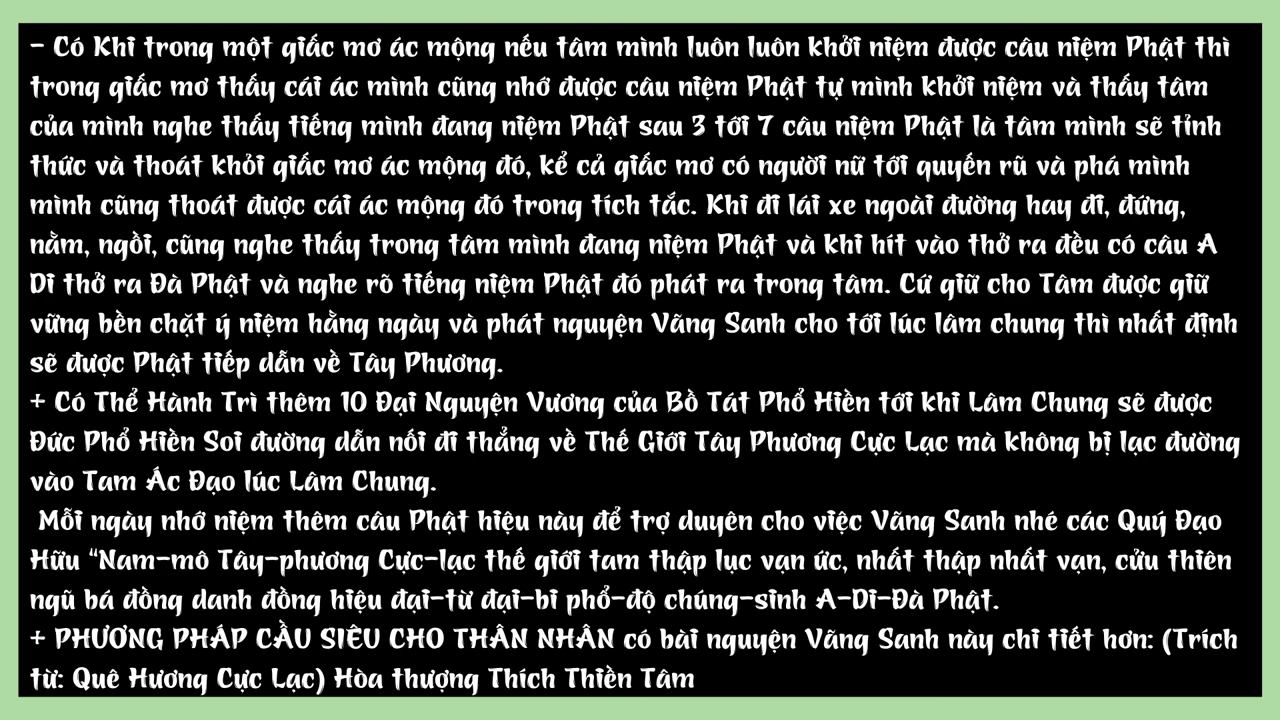 - Có Khi trong một giấc mơ ác mộng nếu tâm mình luôn luôn khởi niệm được câu niệm Phật thì
trong giấc mơ thấy cái ác mình cũng nhớ được câu niệm Phật tự mình khởi niệm và thấy tâm
của mình nghe thấy tiếng mình đang niệm Phật sau 3 tới 7 câu niệm Phật là tâm mình sẽ tỉnh
thức và thoát khỏi giấc mơ ác mộng đó, kể cả giấc mơ có người nữ tới quyến rũ và phá mình
mình cũng thoát được cái ác mộng đó trong tích tắc. Khi đi lái xe ngoài đường hay đi, đứng,
nằm, ngồi, cũng nghe thấy trong tâm mình đang niệm Phật và khi hít vào thở ra đều có câu A
Di thở ra Đà Phật và nghe rõ tiếng niệm Phật đó phát ra trong tâm. Cứ giữ cho Tâm được giữ
vững bền chặt ý niệm hằng ngày và phát nguyện Vãng Sanh cho tới lúc lâm chung thì nhất định
sẽ được Phật tiếp dẫn về Tây Phương.
+ Có Thể Hành Trì thêm 10 Đại Nguyện Vương của Bồ Tát Phổ Hiền tới khi Lâm Chung sẽ được
Đức Phổ Hiền Soi đường dẫn nối đi thẳng về Thế Giới Tây Phương Cực Lạc mà không bị lạc đường
vào Tam Ác Đạo lúc Lâm Chung.
Mỗi ngày nhớ niệm thêm câu Phật hiệu này để trợ duyên cho việc Vãng Sanh nhé các Quý Đạo
Hữu "Nam-mô Tây-phương Cực-lạc thế giới tam thập lục vạn ức, nhất thập nhất vạn, cửu thiên
ngũ bá đồng danh đồng hiệu đại-từ đại-bi phổ-độ chúng-sinh A-Di-Đà Phật.
+ PHƯƠNG PHÁP CẦU SIÊU CHO THÂN NHÂN có bài nguyện Vãng Sanh này chi tiết hơn: (Trích
từ: Quê Hương Cực Lạc) Hòa thượng Thích Thiền Tâm